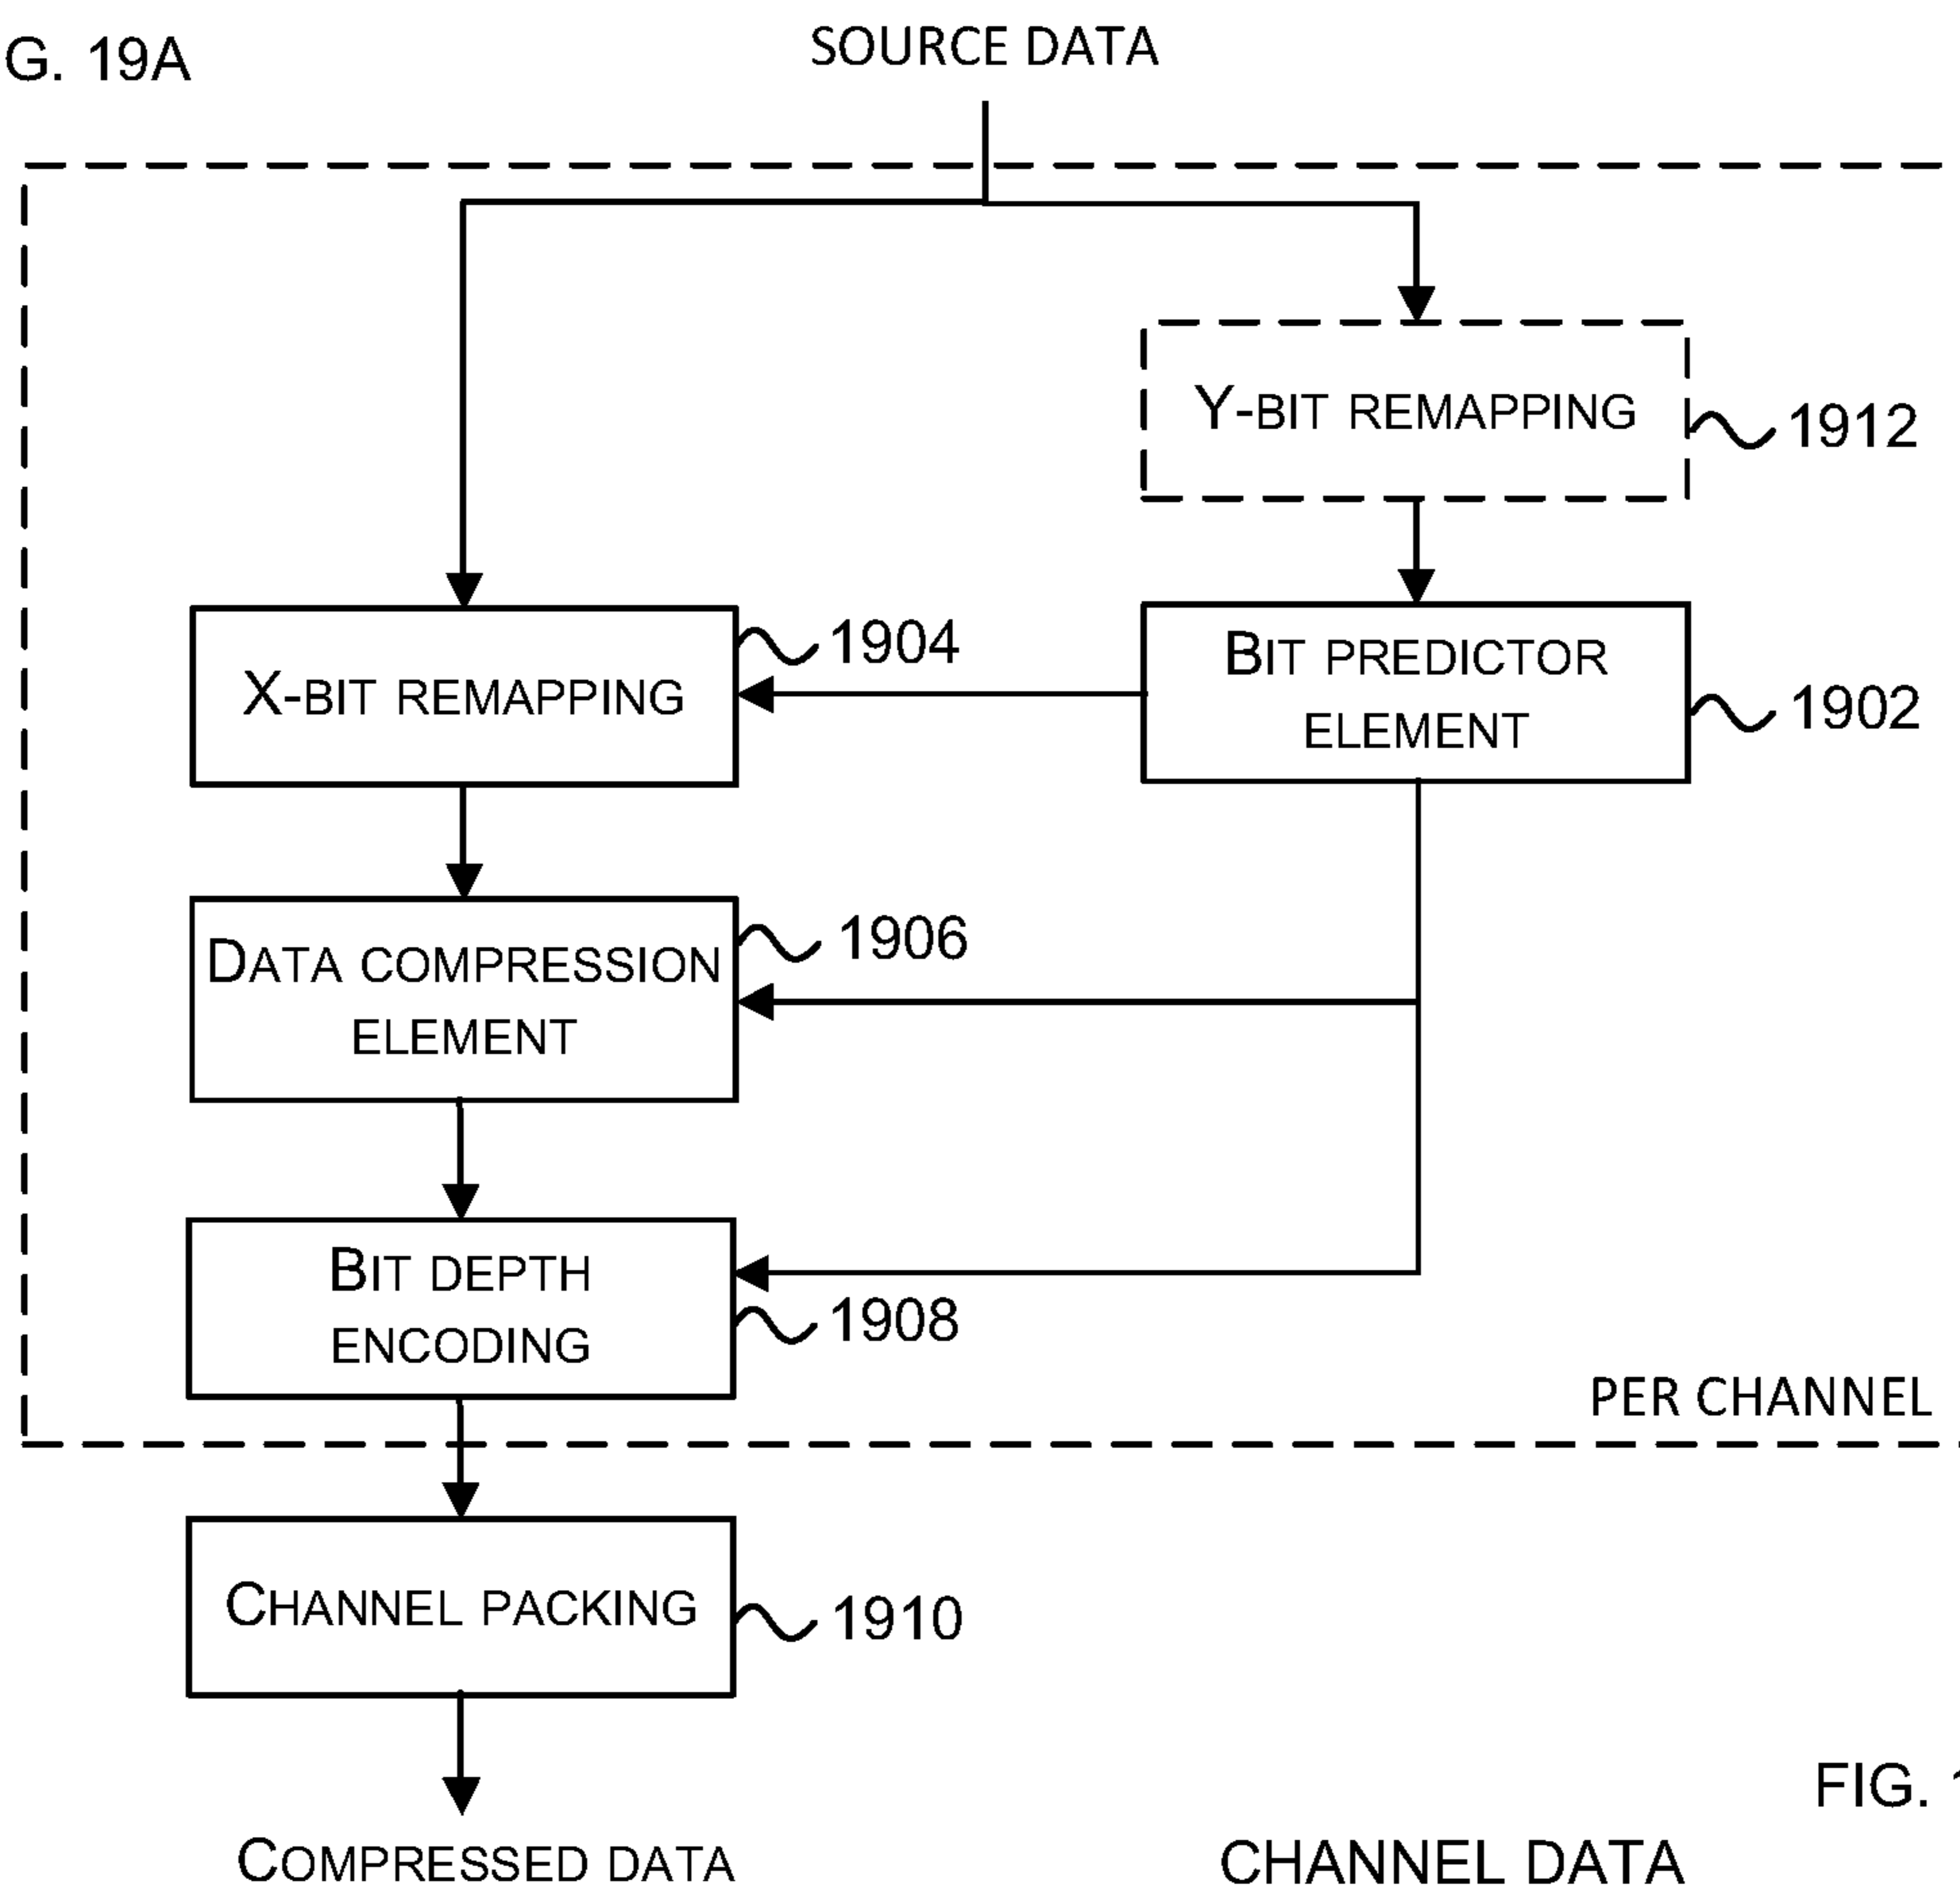 G. 19A
SOURCE DATA
Y-BIT REMAPPING
1912
X-BIT REMAPPING
1904
BIT PREDICTOR
ELEMENT
1902
DATA COMPRESSION
ELEMENT
1906
BIT DEPTH
ENCODING
1908
PER CHANNEL
CHANNEL PACKING
1910
FIG. 1
COMPRESSED DATA
CHANNEL DATA